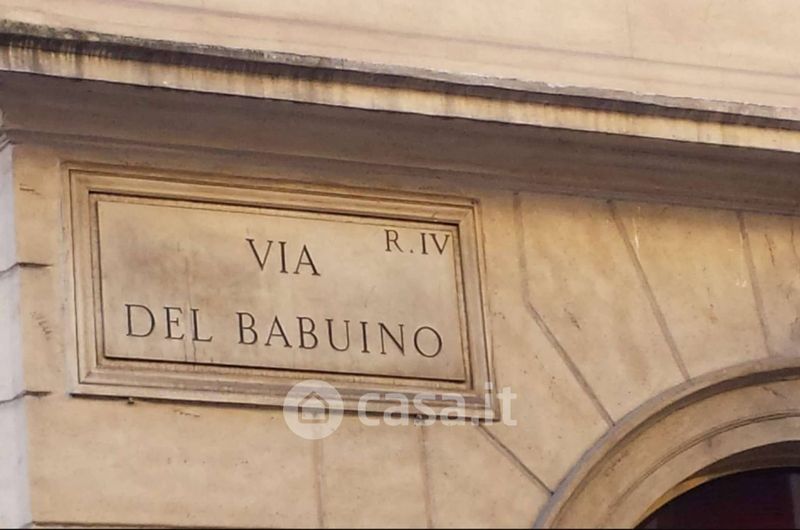 VIA R. IV
DEL BABUINO
casa.it